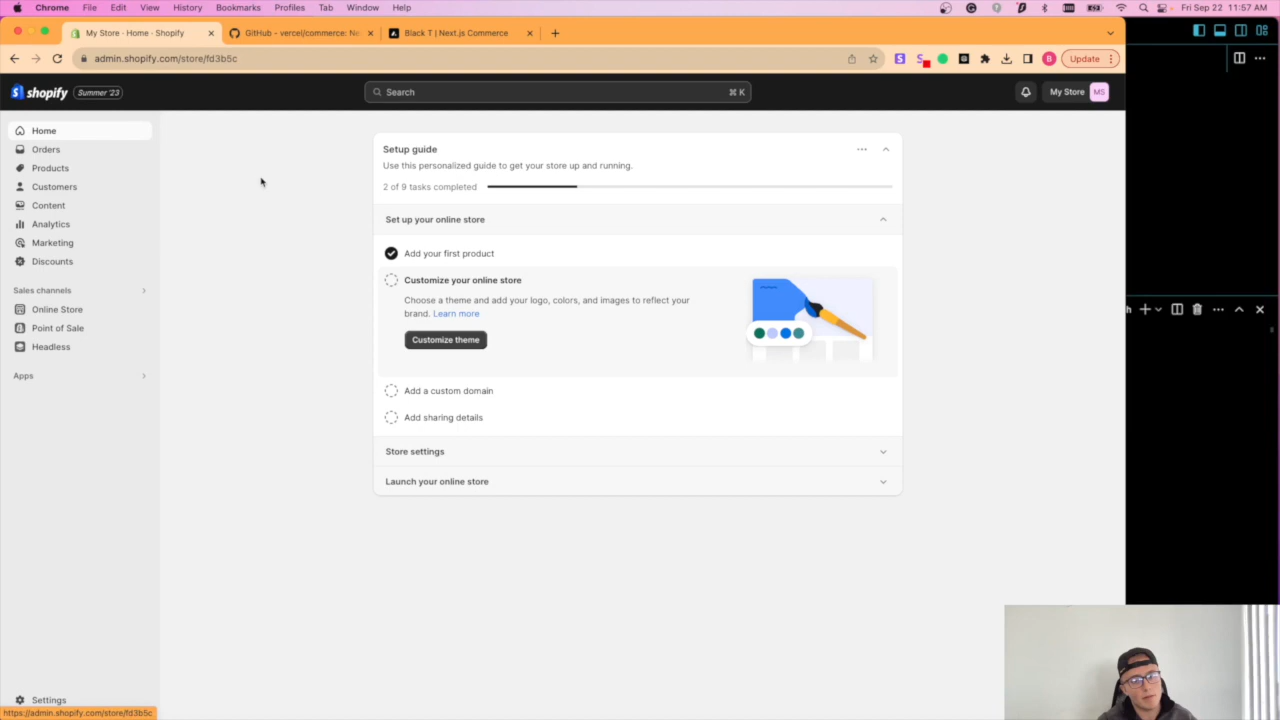 Chrome File Edit View History Bookmarks Profiles Tab Window Help Fri Sep 22 11:57 AM
My Store · Home · Shopify
GitHub - vercel/commerce: Ne
Black T | Next.js Commerce
admin.shopify.com/store/fd3b5c
Update
shopify Summer '23
Search ⌘ K
My Store MS
Home
Orders
Products
Customers
Content
Analytics
Marketing
Discounts
Sales channels
Online Store
Point of Sale
Headless
Apps
Settings
https://admin.shopify.com/store/fd3b5c
Setup guide
Use this personalized guide to get your store up and running.
2 of 9 tasks completed
Set up your online store
Add your first product
Customize your online store
Choose a theme and add your logo, colors, and images to reflect your
brand. Learn more
Customize theme
Add a custom domain
Add sharing details
Store settings
Launch your online store